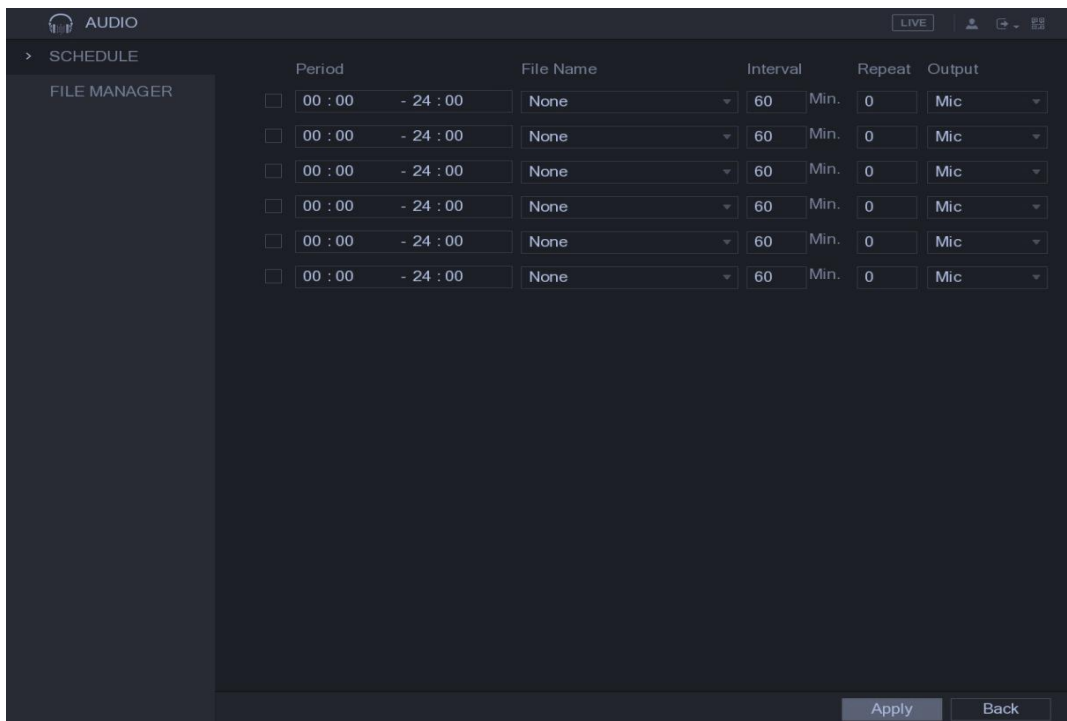 AUDIO LIVE
> SCHEDULE
FILE MANAGER
Period File Name Interval Repeat Output
00 : 00 - 24 : 00 None 60 Min. 0 Mic
00 : 00 - 24 : 00 None 60 Min. 0 Mic
00 : 00 - 24 : 00 None 60 Min. 0 Mic
00 : 00 - 24 : 00 None 60 Min. 0 Mic
00 : 00 - 24 : 00 None 60 Min. 0 Mic
00 : 00 - 24 : 00 None 60 Min. 0 Mic
Apply Back